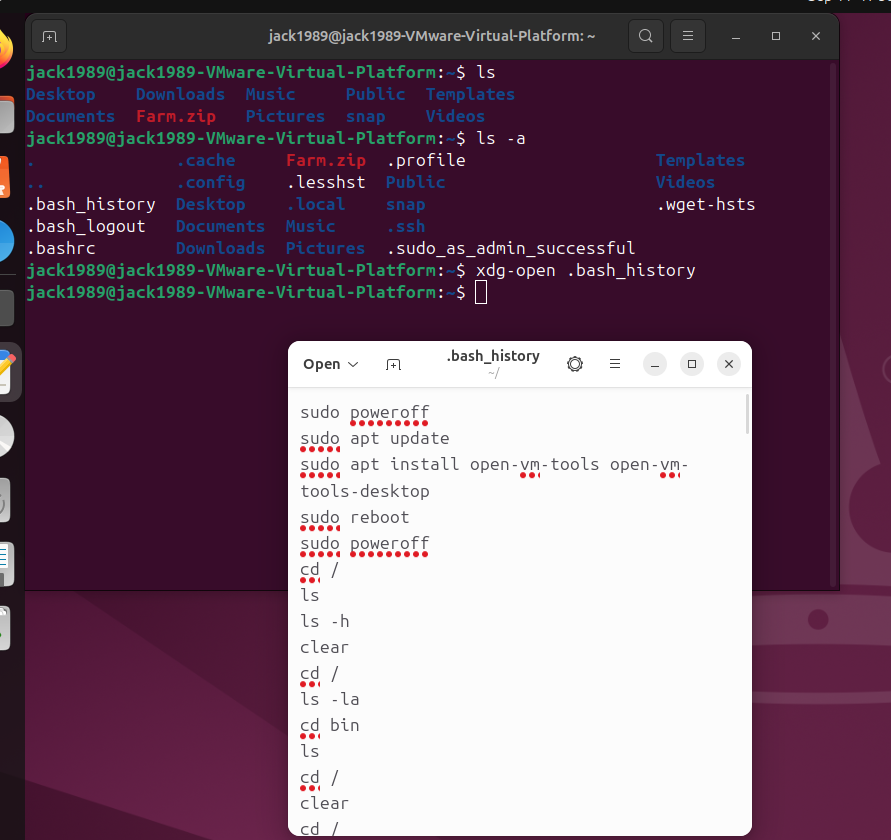 jack1989@jack1989-VMware-Virtual-Platform: ~
jack1989@jack1989-VMware-Virtual-Platform:~$ ls
Desktop Downloads Music Public Templates
Documents Farm.zip Pictures snap Videos
jack1989@jack1989-VMware-Virtual-Platform:~$ ls -a
. .cache Farm.zip .profile Templates
.. .config .lesshst Public Videos
.bash_history Desktop .local snap .wget-hsts
.bash_logout Documents Music .ssh
.bashrc Downloads Pictures .sudo_as_admin_successful
jack1989@jack1989-VMware-Virtual-Platform:~$ xdg-open .bash_history
jack1989@jack1989-VMware-Virtual-Platform:~$
Open .bash_history
~/
sudo poweroff
sudo apt update
sudo apt install open-vm-tools open-vm-
tools-desktop
sudo reboot
sudo poweroff
cd /
ls
ls -h
clear
cd /
ls -la
cd bin
ls
cd /
clear
cd /